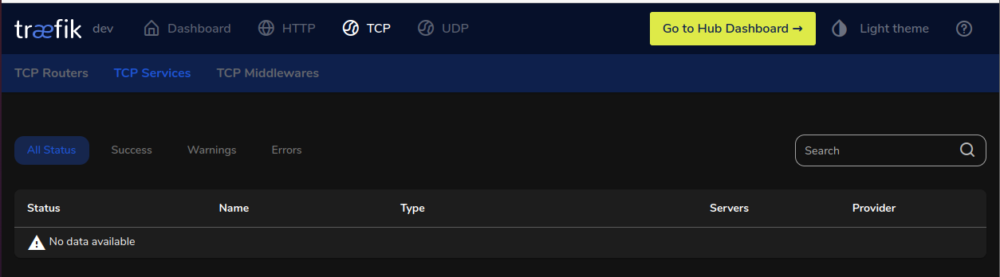 træfik dev Dashboard HTTP TCP UDP Go to Hub Dashboard → Light theme
TCP Routers TCP Services TCP Middlewares
All Status Success Warnings Errors Search
Status Name Type Servers Provider
No data available